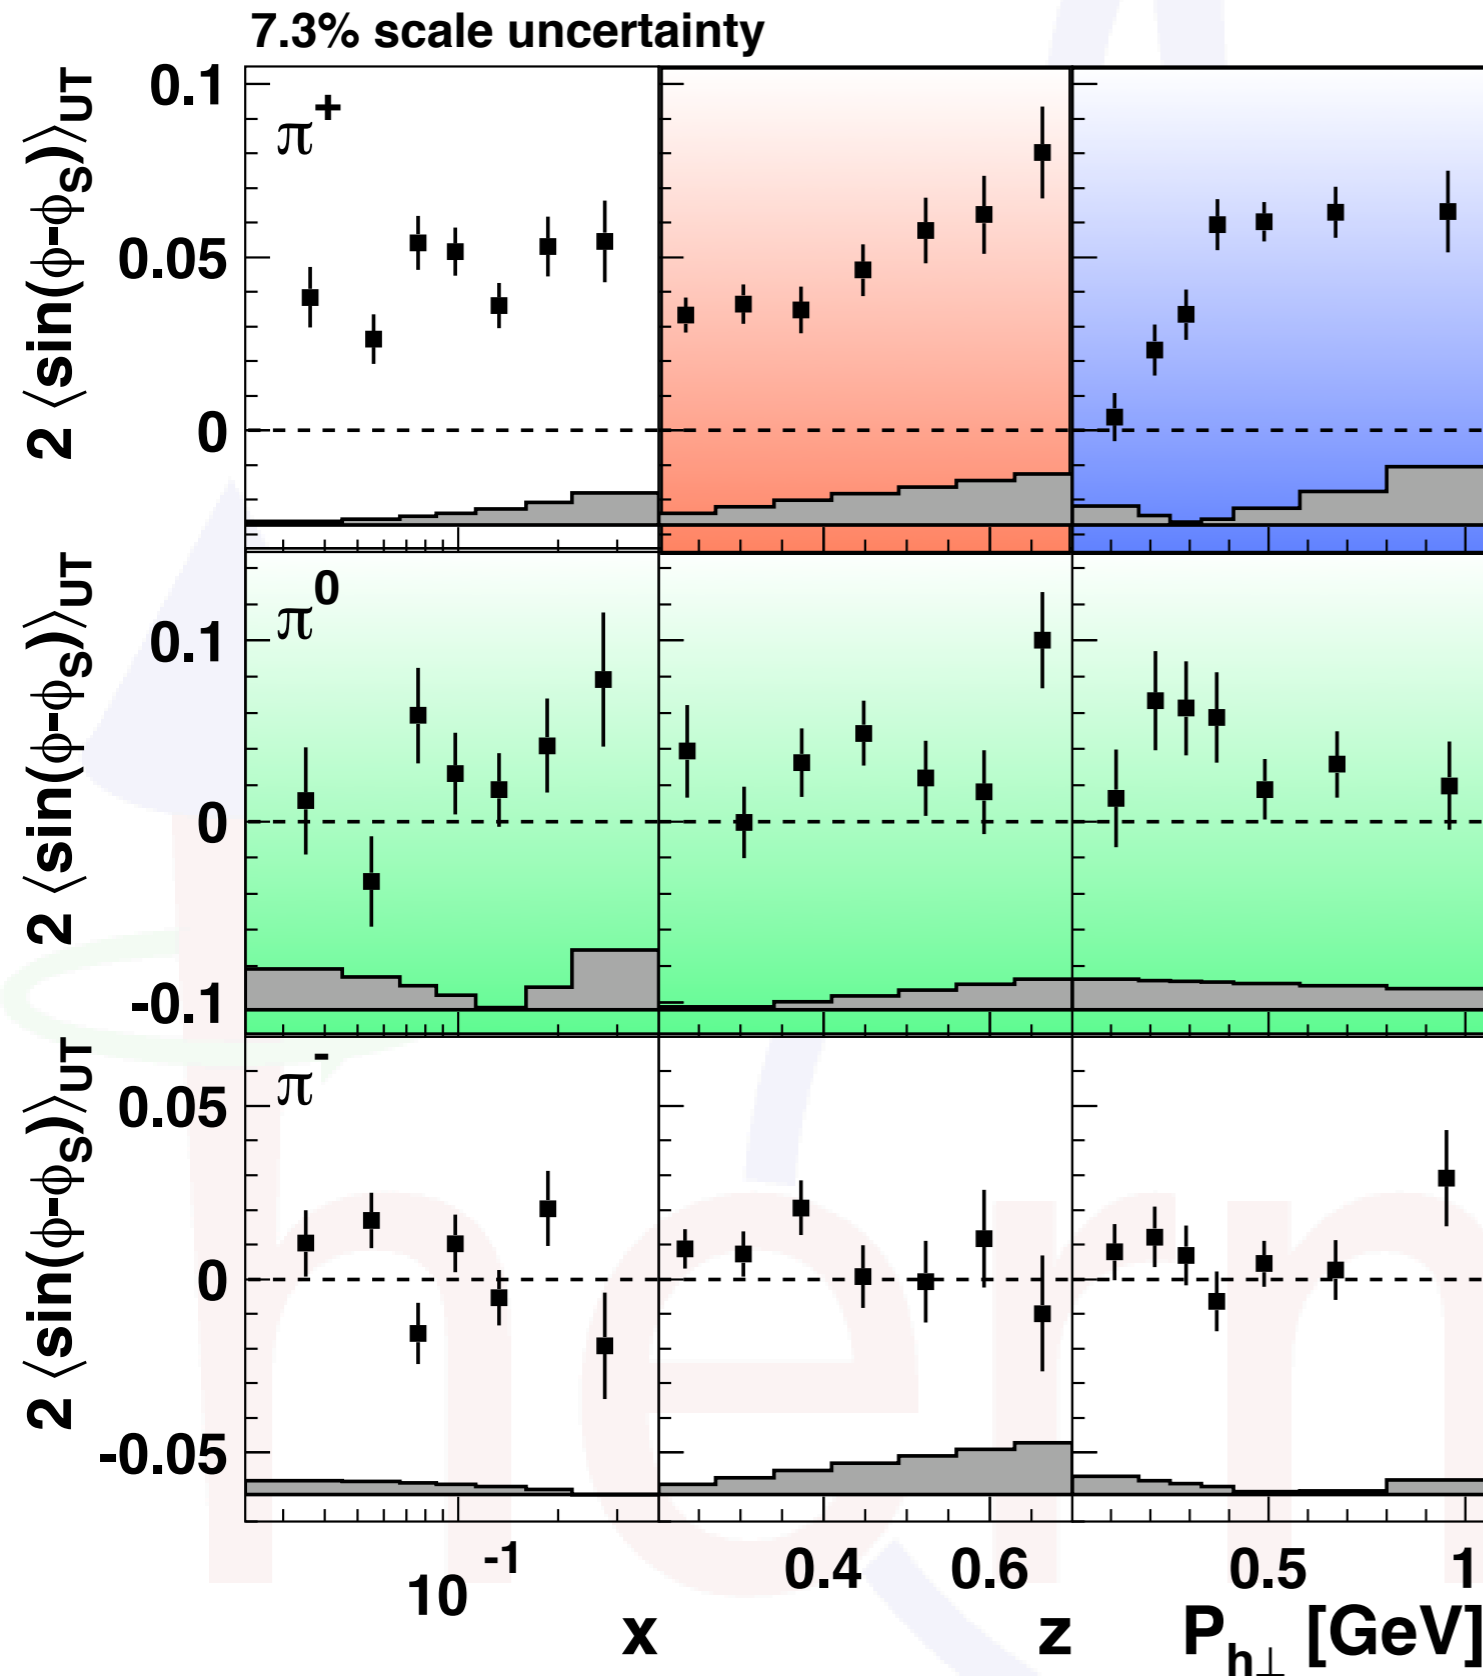 7.3% scale uncertainty
2 ⟨sin(ϕ-ϕS)⟩UT
0.1
0.05
0
π+
2 ⟨sin(ϕ-ϕS)⟩UT
0.1
0
-0.1
π0
2 ⟨sin(ϕ-ϕS)⟩UT
0.05
0
-0.05
π-
10-1
0.4 0.6
0.5 1
x
z
Ph⊥ [GeV]
herm